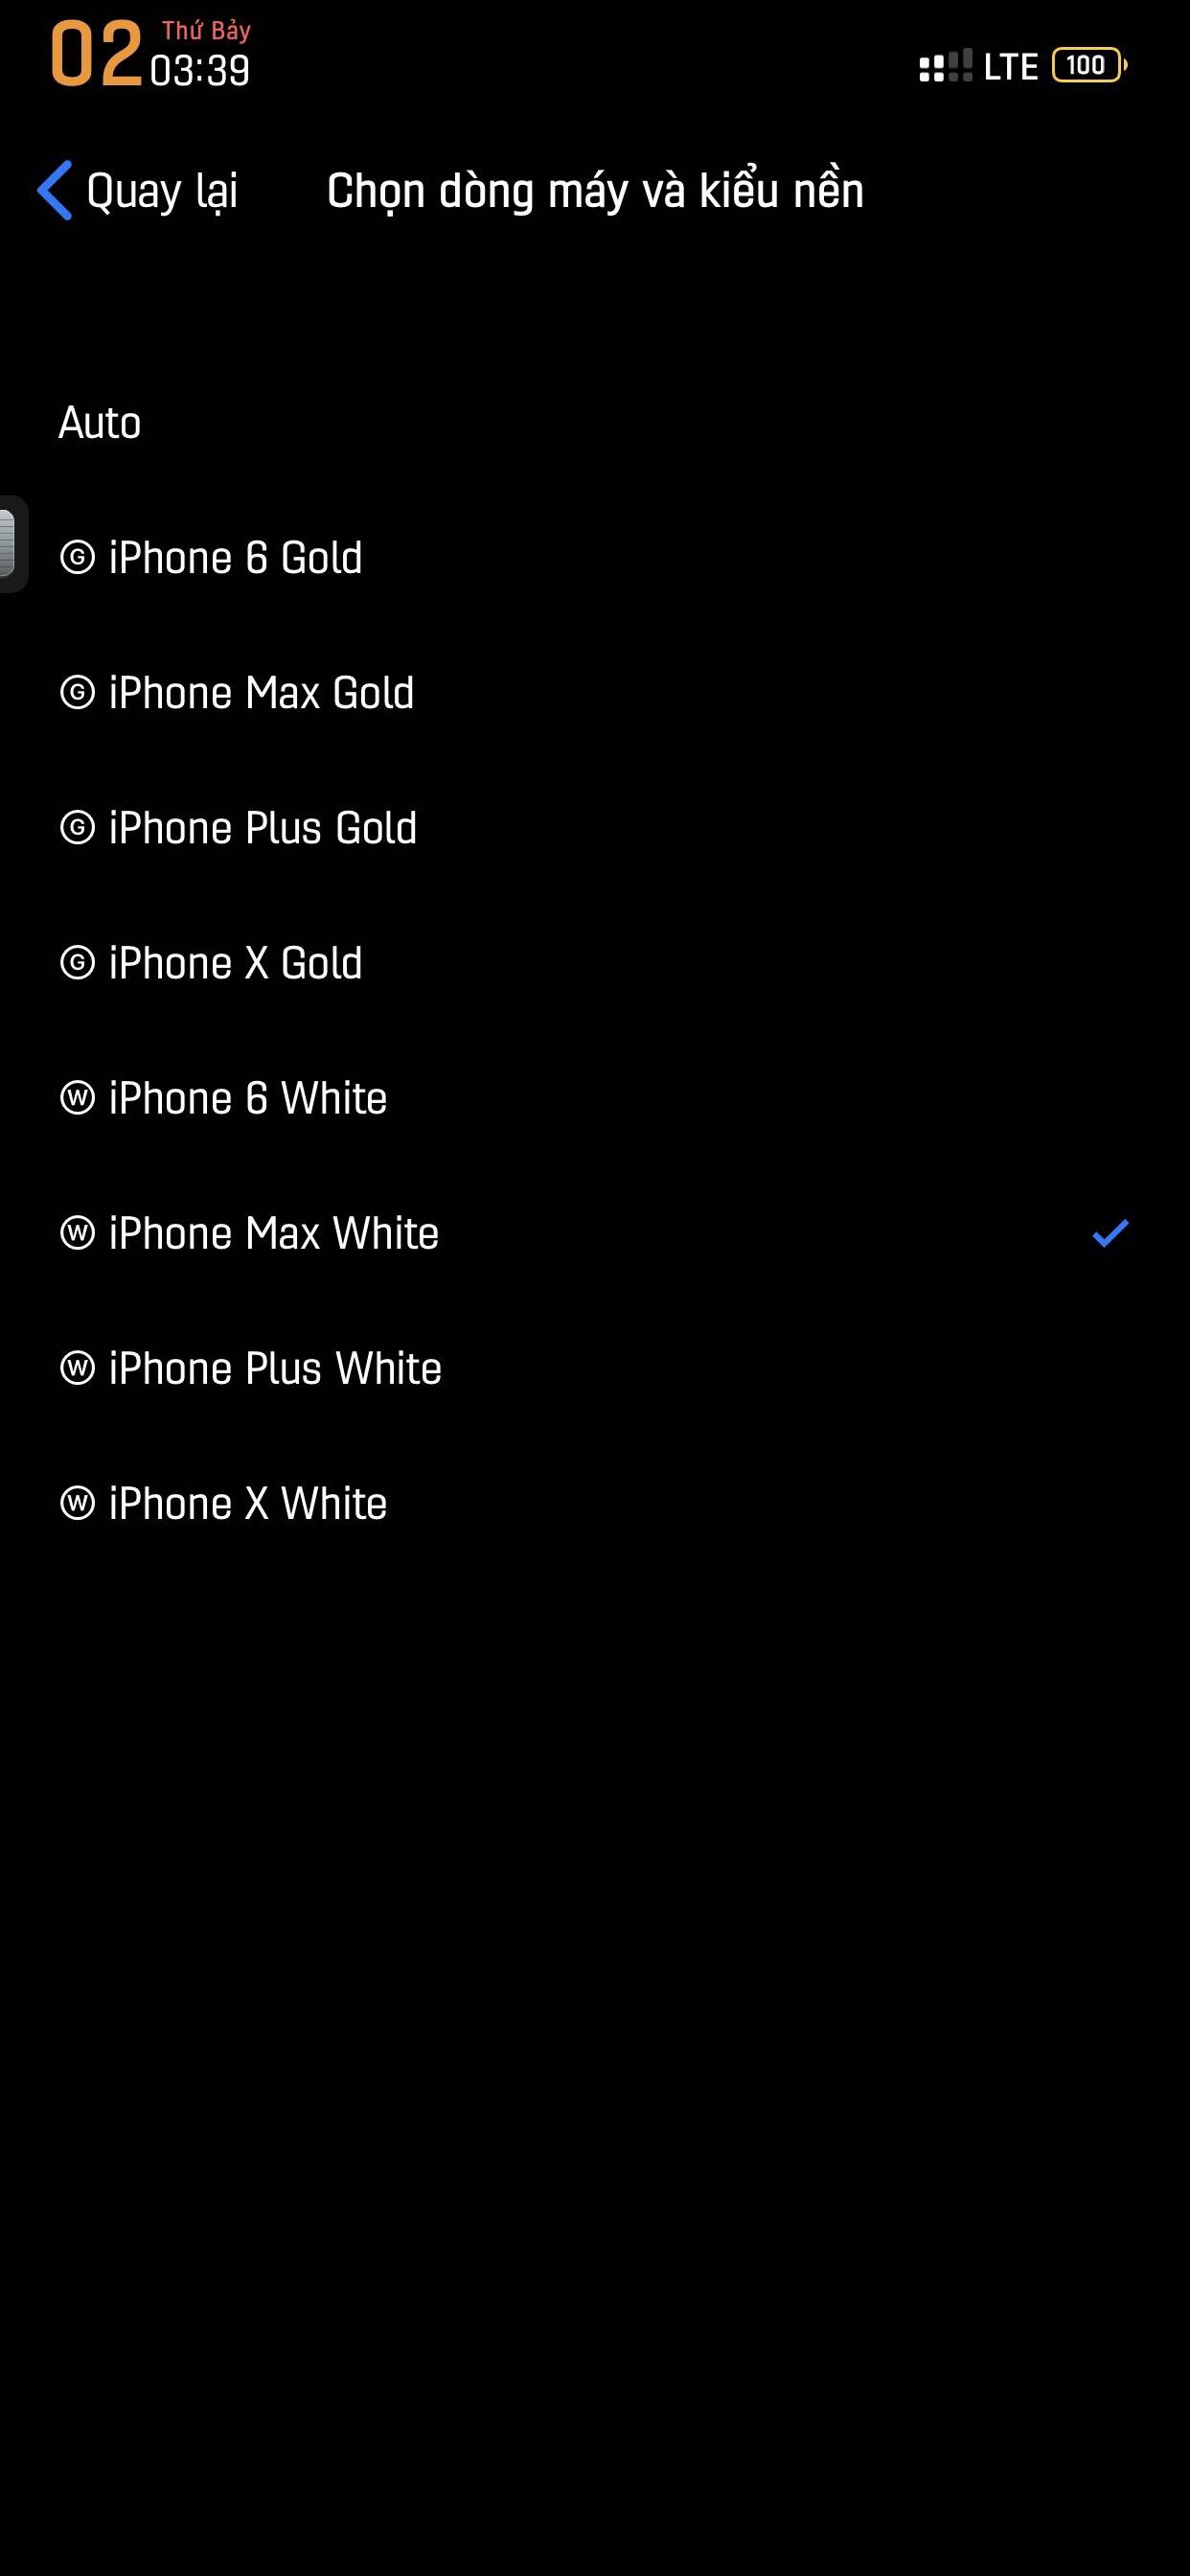 02 Thứ Bảy
03:39
LTE 100
Quay lại Chọn dòng máy và kiểu nền
Auto
G iPhone 6 Gold
G iPhone Max Gold
G iPhone Plus Gold
G iPhone X Gold
W iPhone 6 White
W iPhone Max White
W iPhone Plus White
W iPhone X White